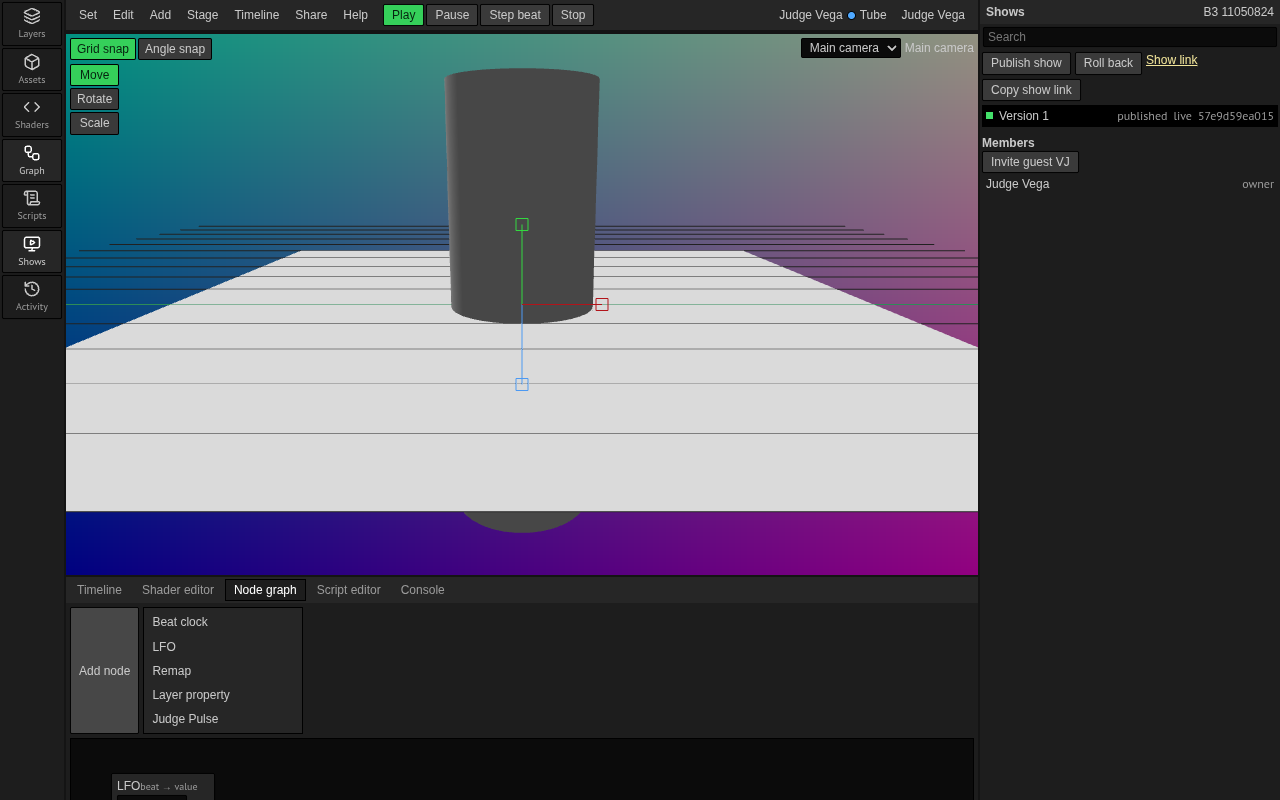 Layers
Assets
Shaders
Graph
Scripts
Shows
Activity
Set Edit Add Stage Timeline Share Help Play Pause Step beat Stop Judge Vega Tube Judge Vega
Grid snap Angle snap
Move
Rotate
Scale
Main camera Main camera
Timeline Shader editor Node graph Script editor Console
Add node
Beat clock
LFO
Remap
Layer property
Judge Pulse
LFO beat → value
Shows B3 11050824
Search
Publish show Roll back Show link
Copy show link
Version 1 published live 57e9d59ea015
Members
Invite guest VJ
Judge Vega owner